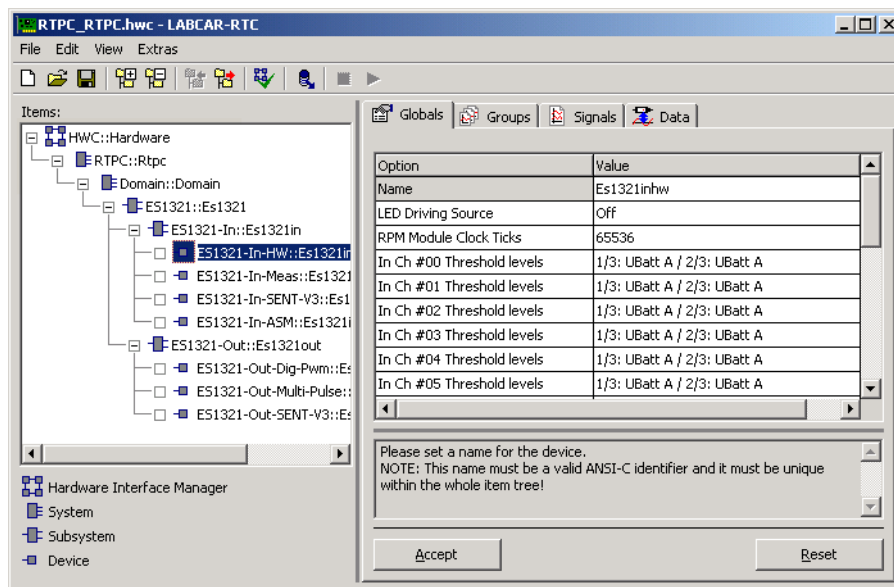 RTPC_RTPC.hwc - LABCAR-RTC
File Edit View Extras
Items:
HWC::Hardware
RTPC::Rtpc
Domain::Domain
ES1321::Es1321
ES1321-In::Es1321in
ES1321-In-HW::Es1321ir
ES1321-In-Meas::Es1321
ES1321-In-SENT-V3::Es1
ES1321-In-ASM::Es1321i
ES1321-Out::Es1321out
ES1321-Out-Dig-Pwm::Es
ES1321-Out-Multi-Pulse::
ES1321-Out-SENT-V3::Es
Hardware Interface Manager
System
Subsystem
Device
Globals Groups Signals Data
Option Value
Name Es1321inhw
LED Driving Source Off
RPM Module Clock Ticks 65536
In Ch #00 Threshold levels 1/3: UBatt A / 2/3: UBatt A
In Ch #01 Threshold levels 1/3: UBatt A / 2/3: UBatt A
In Ch #02 Threshold levels 1/3: UBatt A / 2/3: UBatt A
In Ch #03 Threshold levels 1/3: UBatt A / 2/3: UBatt A
In Ch #04 Threshold levels 1/3: UBatt A / 2/3: UBatt A
In Ch #05 Threshold levels 1/3: UBatt A / 2/3: UBatt A
Please set a name for the device.
NOTE: This name must be a valid ANSI-C identifier and it must be unique
within the whole item tree!
Accept Reset